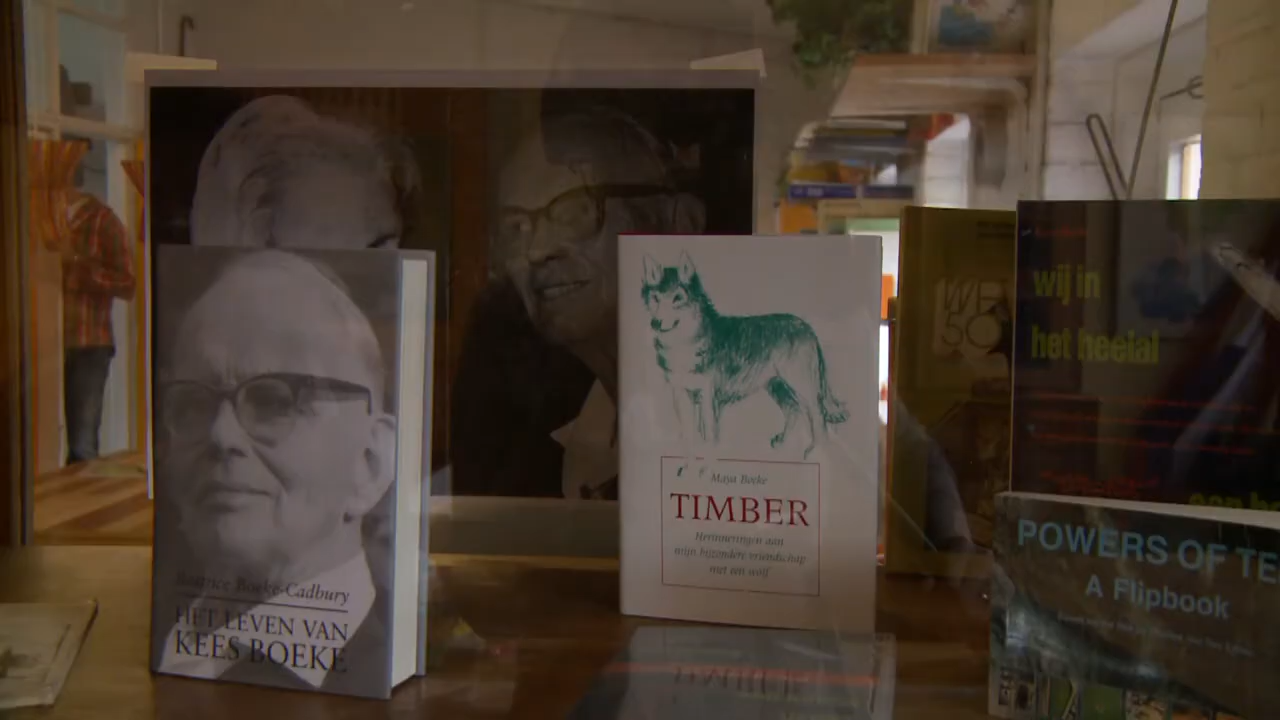 Beatrice Boeke-Cadbury
HET LEVEN VAN
KEES BOEKE
Maya Boeke
TIMBER
Herinneringen aan
mijn bijzondere vriendschap
met een wolf
wij in
het heelal
POWERS OF TE
A Flipbook